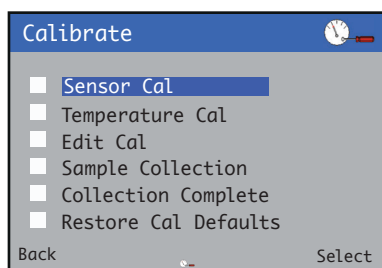 Calibrate
Sensor Cal
Temperature Cal
Edit Cal
Sample Collection
Collection Complete
Restore Cal Defaults
Back Select